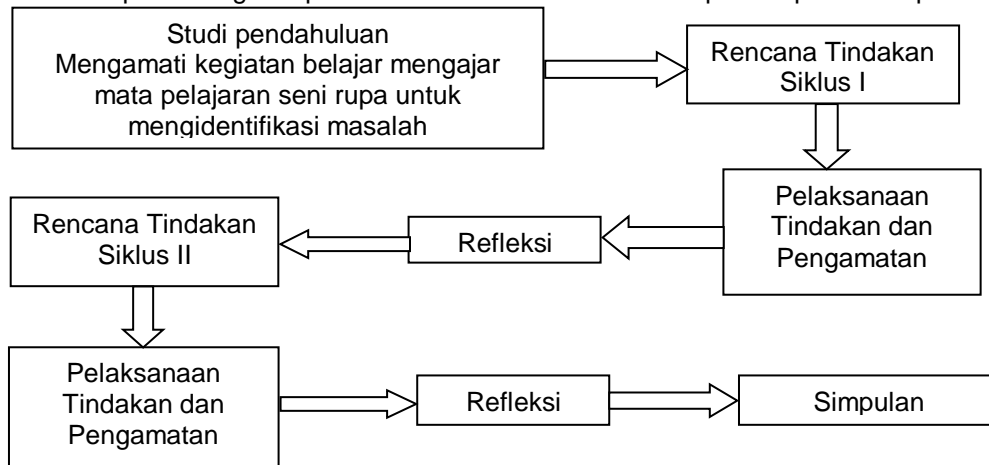 Studi pendahuluan
Mengamati kegiatan belajar mengajar
mata pelajaran seni rupa untuk
mengidentifikasi masalah
Rencana Tindakan
Siklus I
Pelaksanaan
Tindakan dan
Pengamatan
Refleksi
Rencana Tindakan
Siklus II
Pelaksanaan
Tindakan dan
Pengamatan
Refleksi
Simpulan